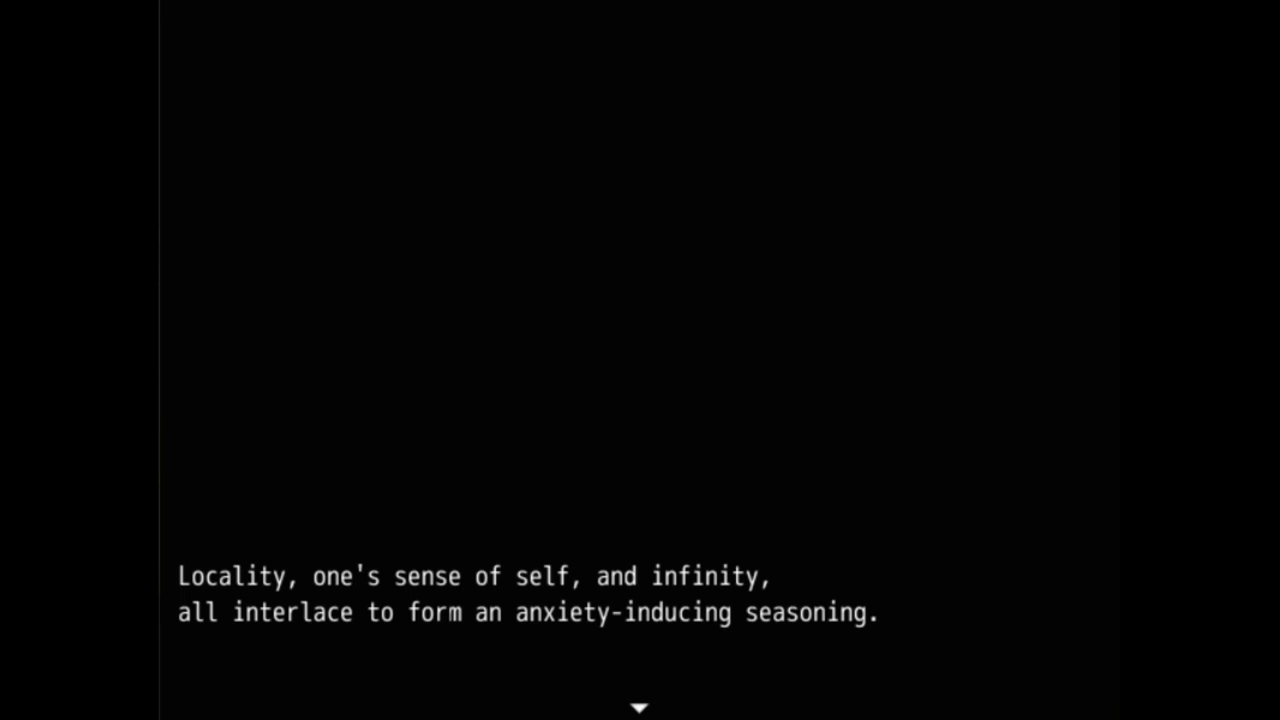 Locality, one's sense of self, and infinity,
all interlace to form an anxiety-inducing seasoning.